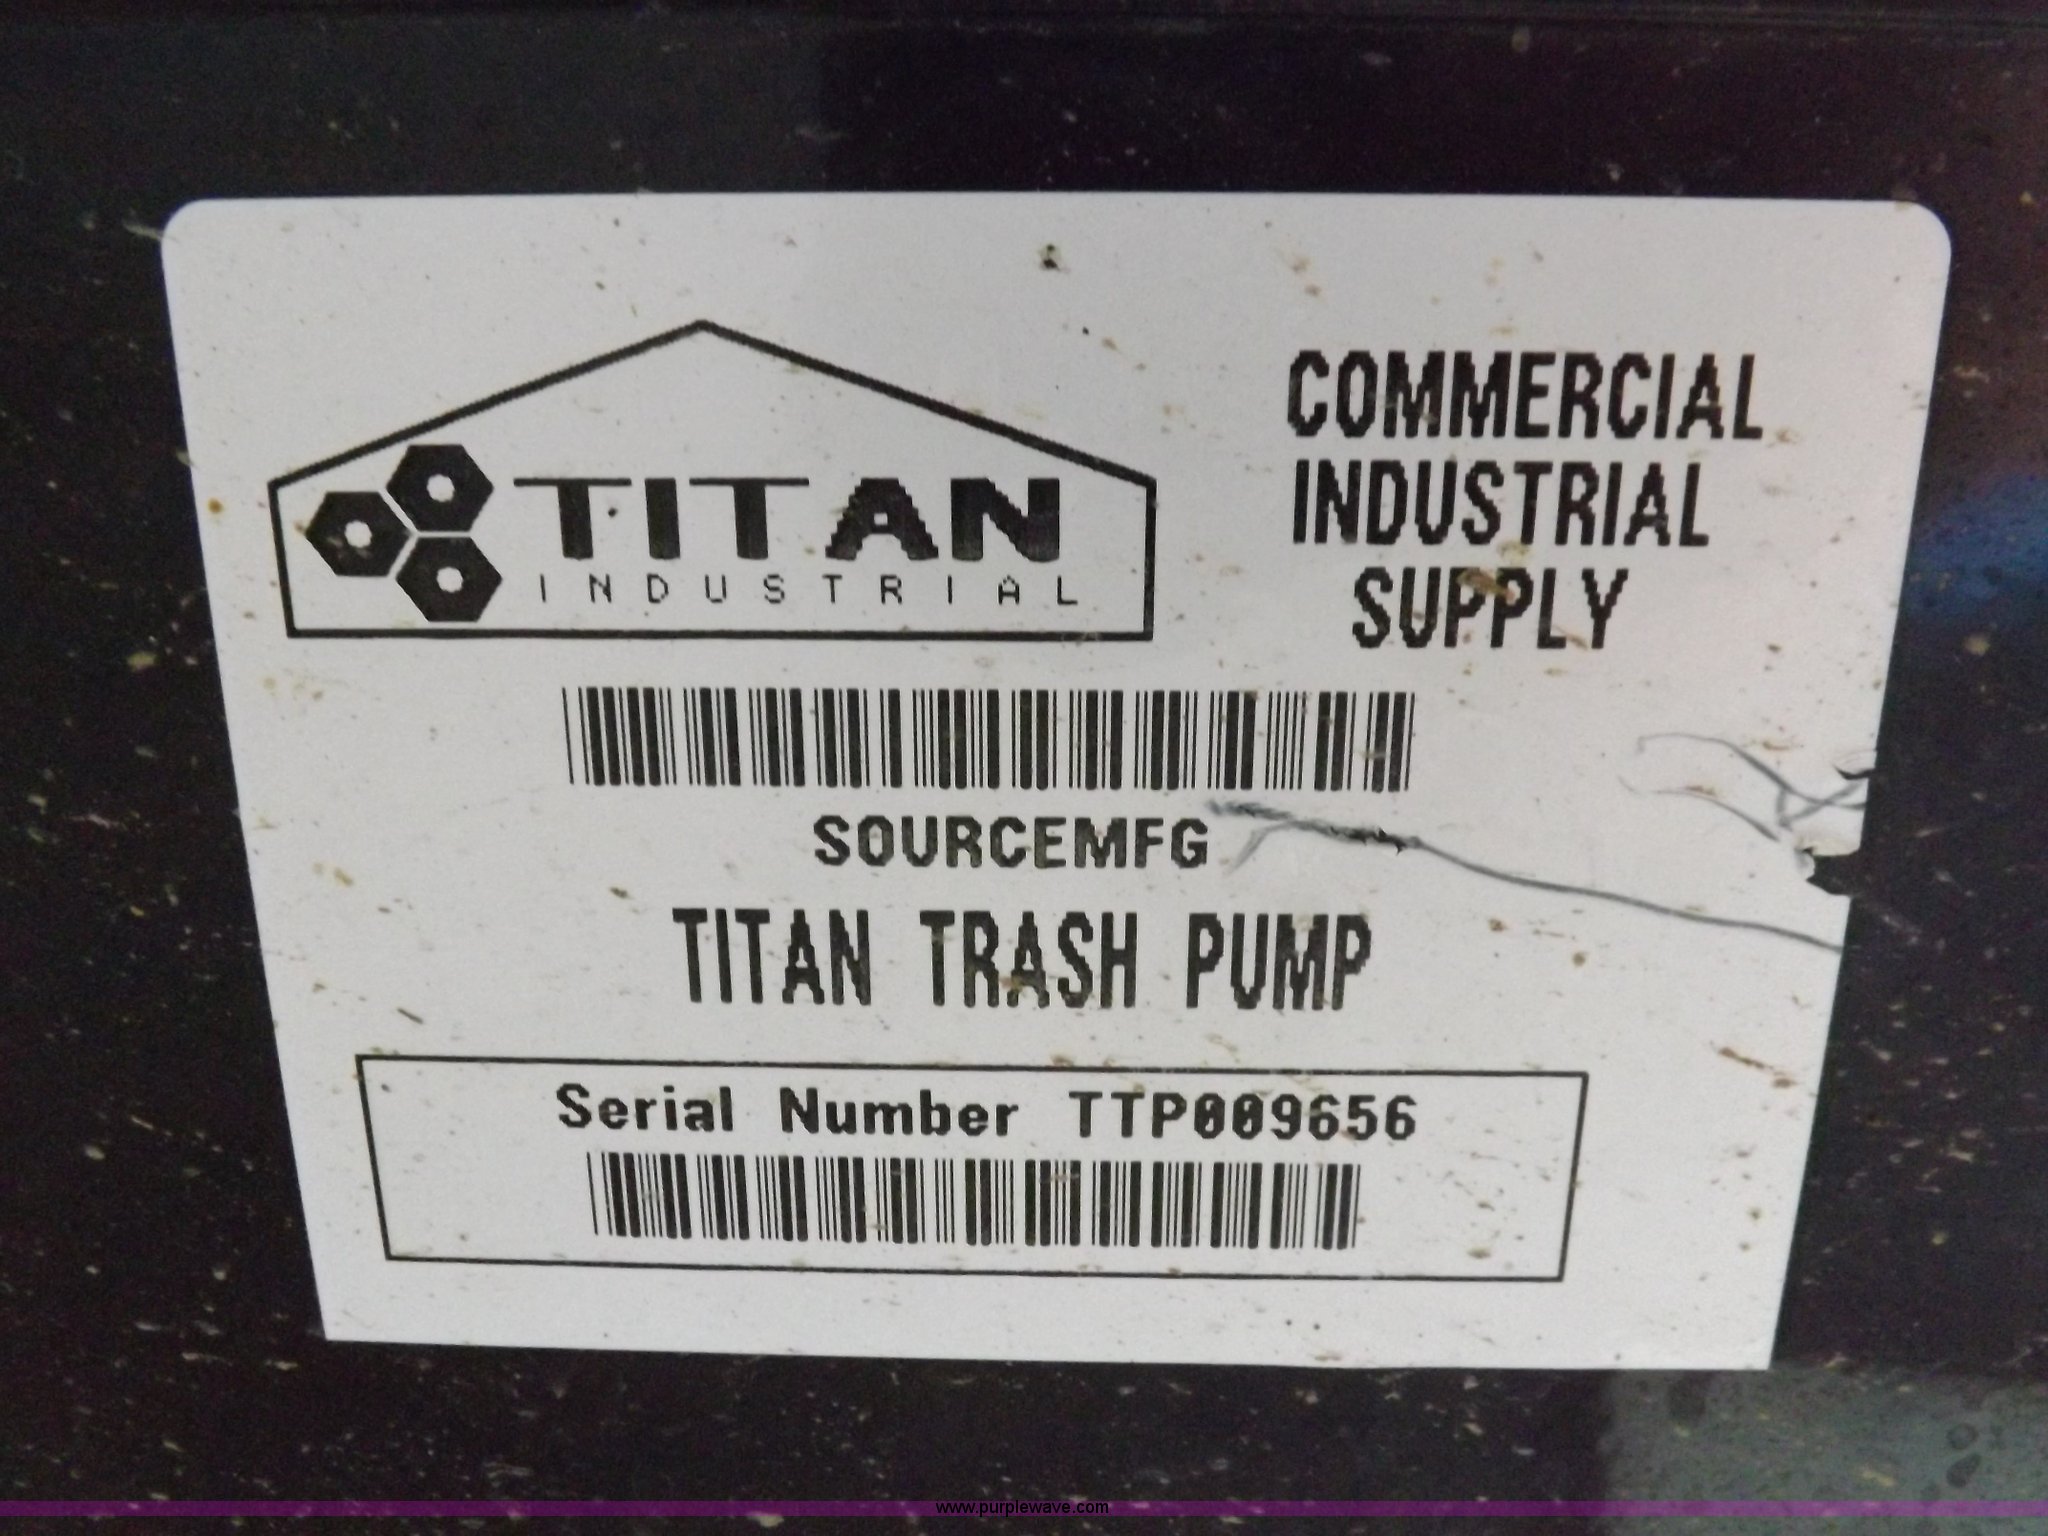 TITAN
INDUSTRIAL
COMMERCIAL
INDUSTRIAL
SUPPLY
SOURCEMFG
TITAN TRASH PUMP
Serial Number TTP009656
www.purplewave.com